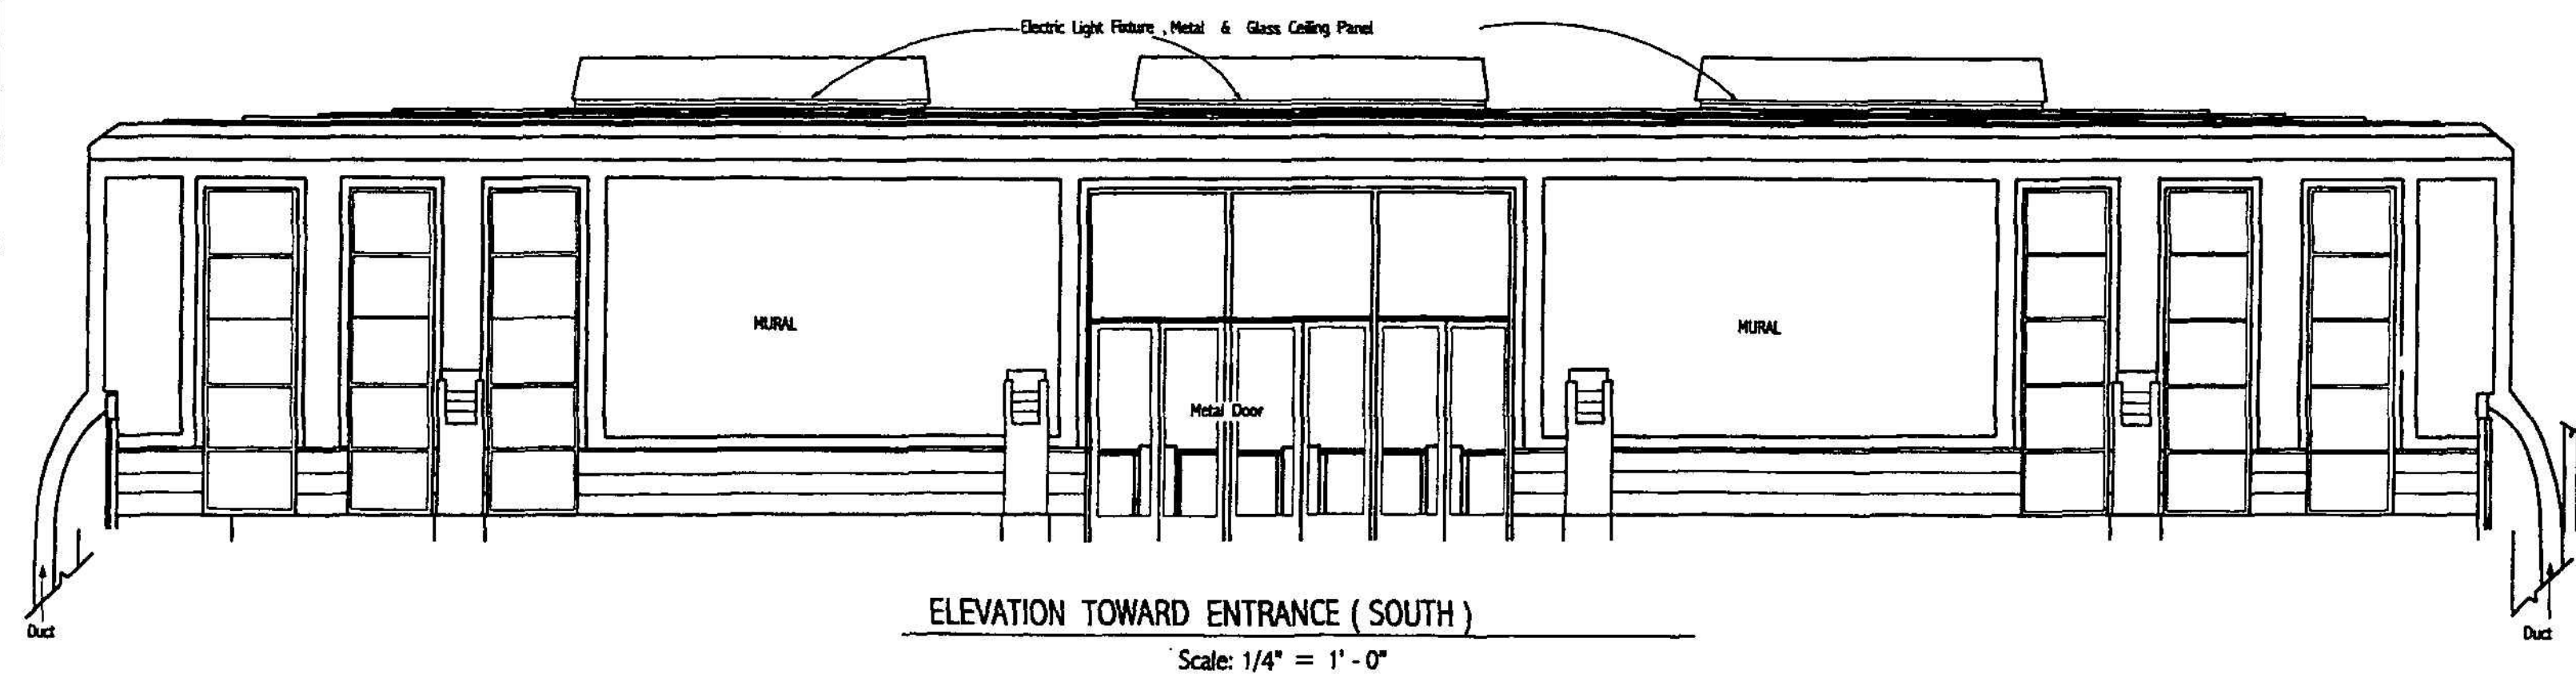 Electric Light Fixture , Metal & Glass Ceiling Panel
MURAL
MURAL
Metal Door
Duct
Duct
ELEVATION TOWARD ENTRANCE ( SOUTH )
Scale: 1/4" = 1' - 0"